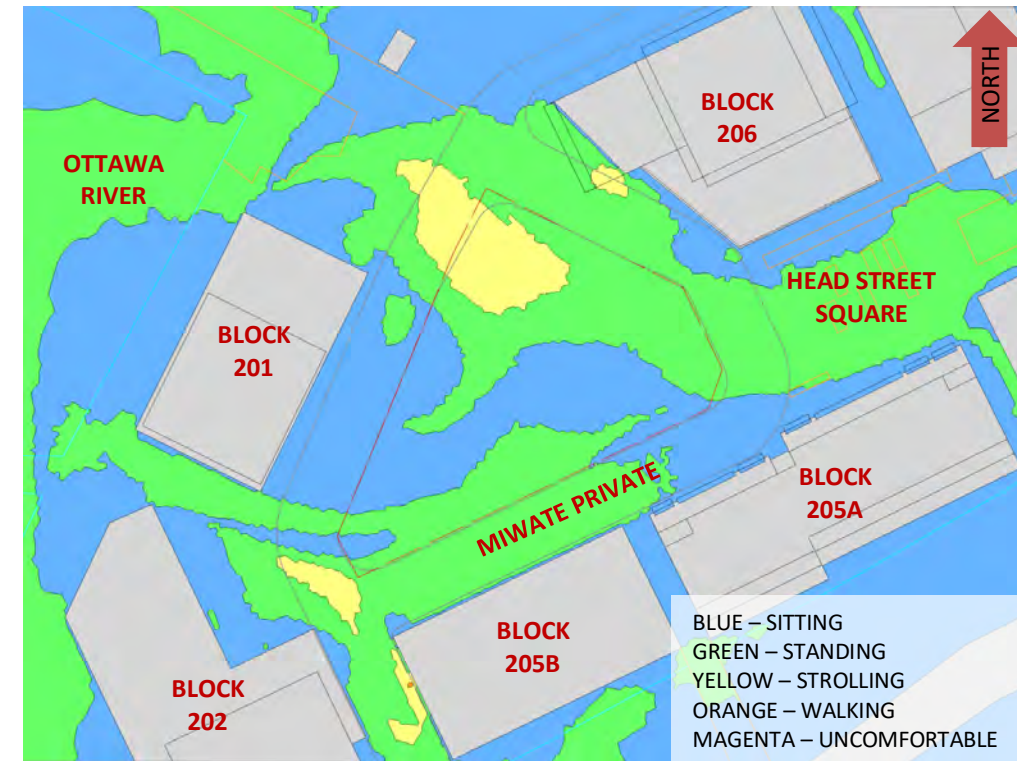 NORTH
BLOCK
206
OTTAWA
RIVER
HEAD STREET
SQUARE
BLOCK
201
MIWATE PRIVATE
BLOCK
205A
BLOCK
205B
BLOCK
202
BLUE – SITTING
GREEN – STANDING
YELLOW – STROLLING
ORANGE – WALKING
MAGENTA – UNCOMFORTABLE